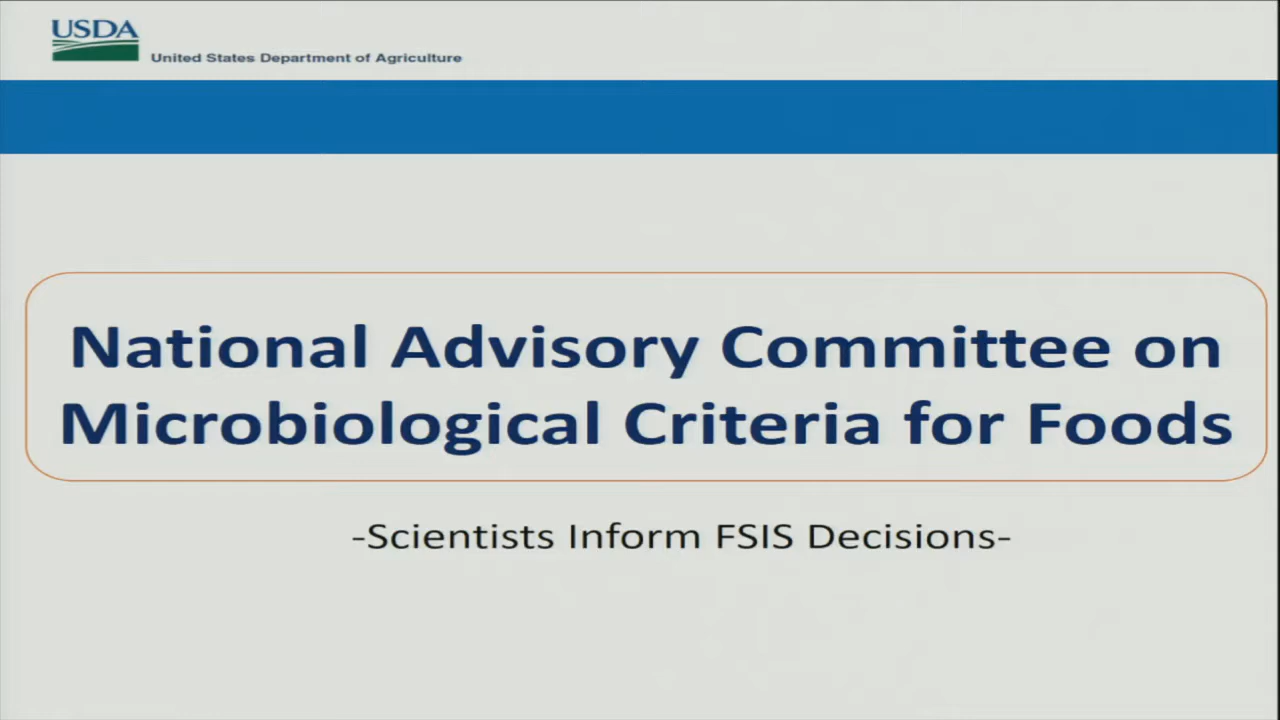 USDA
United States Department of Agriculture
National Advisory Committee on
Microbiological Criteria for Foods
-Scientists Inform FSIS Decisions-